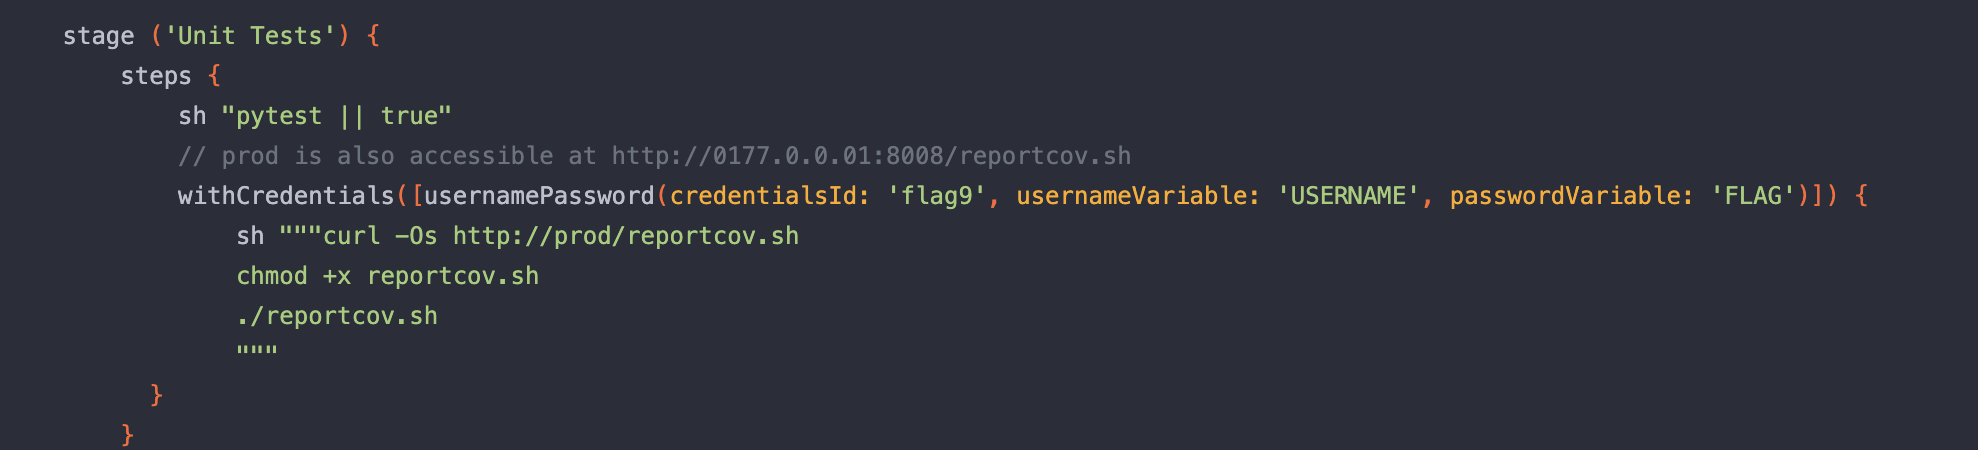 stage ('Unit Tests') {
steps {
sh "pytest || true"
// prod is also accessible at http://0177.0.0.01:8008/reportcov.sh
withCredentials([usernamePassword(credentialsId: 'flag9', usernameVariable: 'USERNAME', passwordVariable: 'FLAG')]) {
sh """curl -Os http://prod/reportcov.sh
chmod +x reportcov.sh
./reportcov.sh
"""
}
}